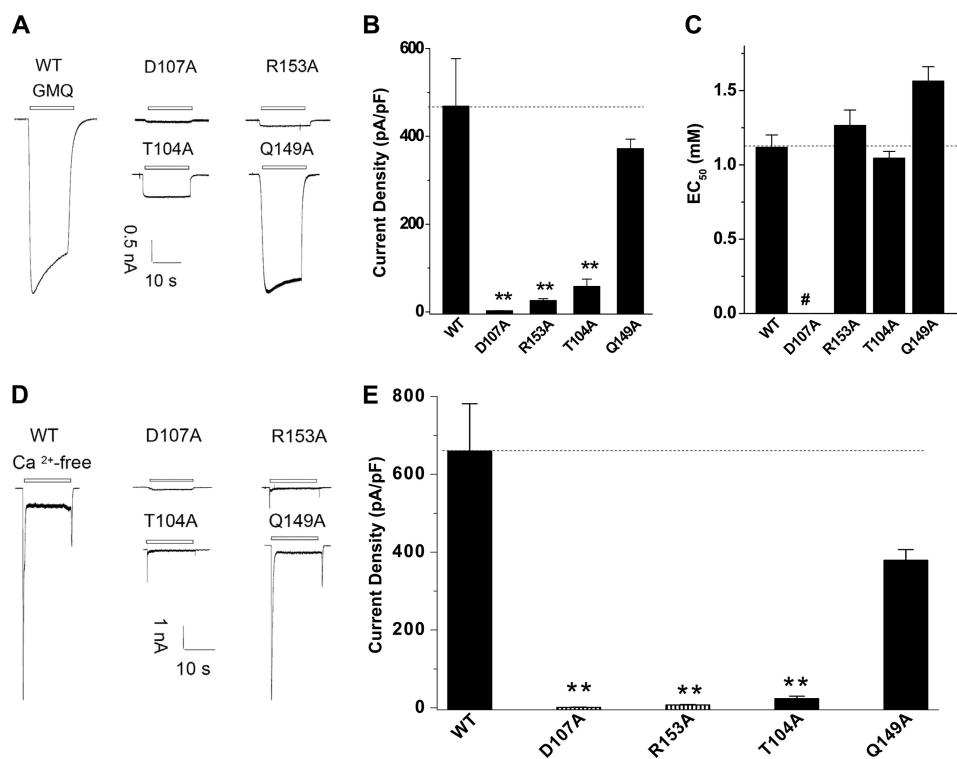 A
WT
GMQ
D107A
R153A
T104A
Q149A
0.5 nA
10 s
B
Current Density (pA/pF)
600
400
200
0
**
**
**
WT
D107A
R153A
T104A
Q149A
C
EC50 (mM)
1.5
1.0
0.5
0.0
#
WT
D107A
R153A
T104A
Q149A
D
WT
Ca 2+-free
D107A
R153A
T104A
Q149A
1 nA
10 s
E
Current Density (pA/pF)
800
600
400
200
0
**
**
**
WT
D107A
R153A
T104A
Q149A